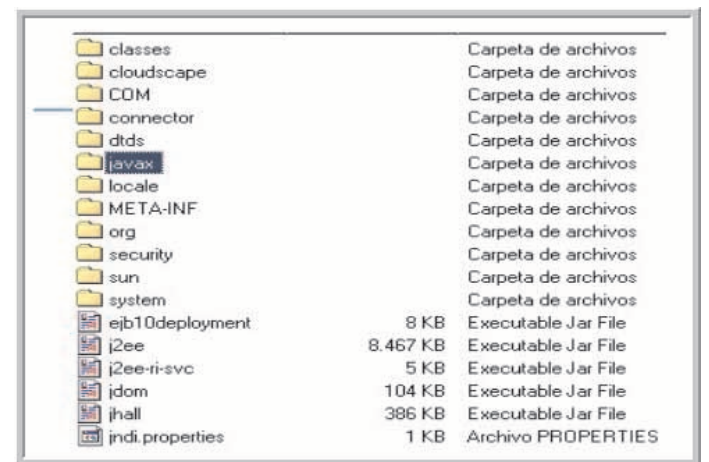 classes Carpeta de archivos
cloudscape Carpeta de archivos
COM Carpeta de archivos
connector Carpeta de archivos
dtds Carpeta de archivos
javax Carpeta de archivos
locale Carpeta de archivos
META-INF Carpeta de archivos
org Carpeta de archivos
security Carpeta de archivos
sun Carpeta de archivos
system Carpeta de archivos
ejb10deployment 8 KB Executable Jar File
j2ee 8.467 KB Executable Jar File
j2ee-ri-svc 5 KB Executable Jar File
jdom 104 KB Executable Jar File
jhall 386 KB Executable Jar File
jndi.properties 1 KB Archivo PROPERTIES